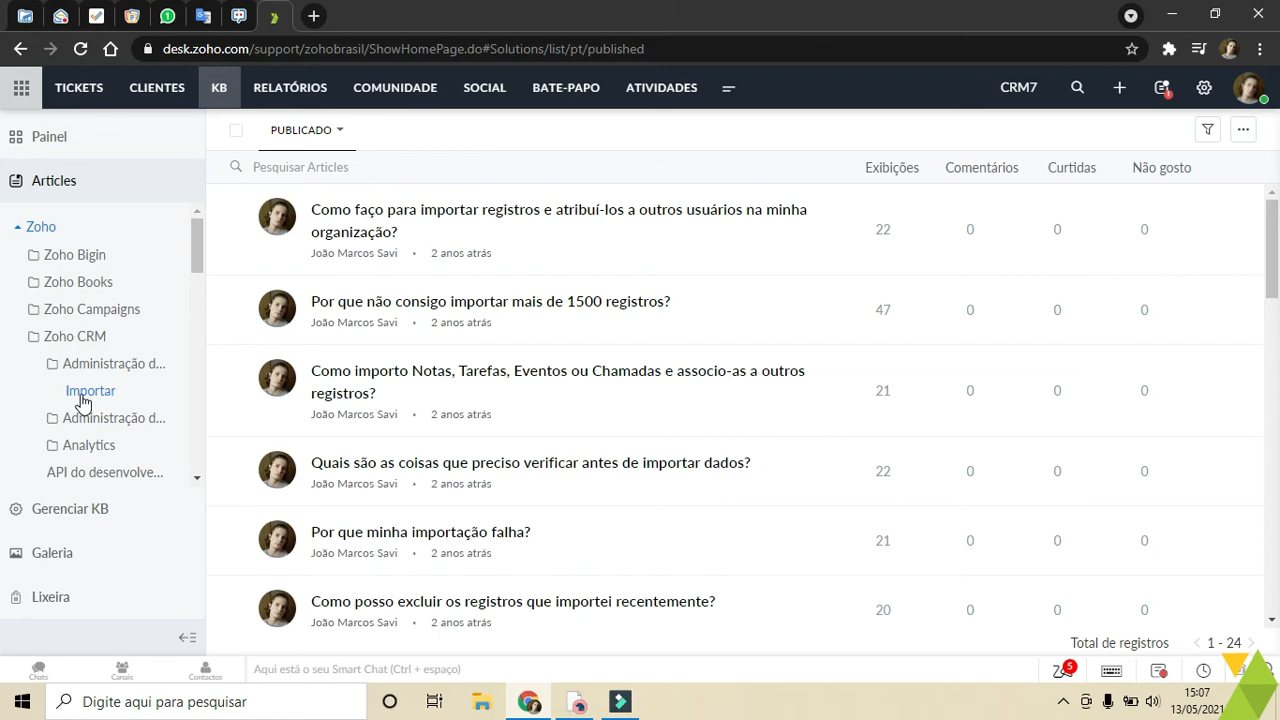 desk.zoho.com/support/zohobrasil/ShowHomePage.do#Solutions/list/pt/published
TICKETS CLIENTES KB RELATÓRIOS COMUNIDADE SOCIAL BATE-PAPO ATIVIDADES CRM7
Painel
PUBLICADO
Articles
Pesquisar Articles Exibições Comentários Curtidas Não gosto
Zoho
Zoho Bigin
Zoho Books
Zoho Campaigns
Zoho CRM
Administração d...
Importar
Administração d...
Analytics
API do desenvolve...
Gerenciar KB
Galeria
Lixeira
Como faço para importar registros e atribuí-los a outros usuários na minha
organização?
João Marcos Savi • 2 anos atrás
22 0 0 0
Por que não consigo importar mais de 1500 registros?
João Marcos Savi • 2 anos atrás
47 0 0 0
Como importo Notas, Tarefas, Eventos ou Chamadas e associo-as a outros
registros?
João Marcos Savi • 2 anos atrás
21 0 0 0
Quais são as coisas que preciso verificar antes de importar dados?
João Marcos Savi • 2 anos atrás
22 0 0 0
Por que minha importação falha?
João Marcos Savi • 2 anos atrás
21 0 0 0
Como posso excluir os registros que importei recentemente?
João Marcos Savi • 2 anos atrás
20 0 0 0
Total de registros 1 - 24
Chats Canais Contactos Aqui está o seu Smart Chat (Ctrl + espaço) 5
Digite aqui para pesquisar
15:07
13/05/2021